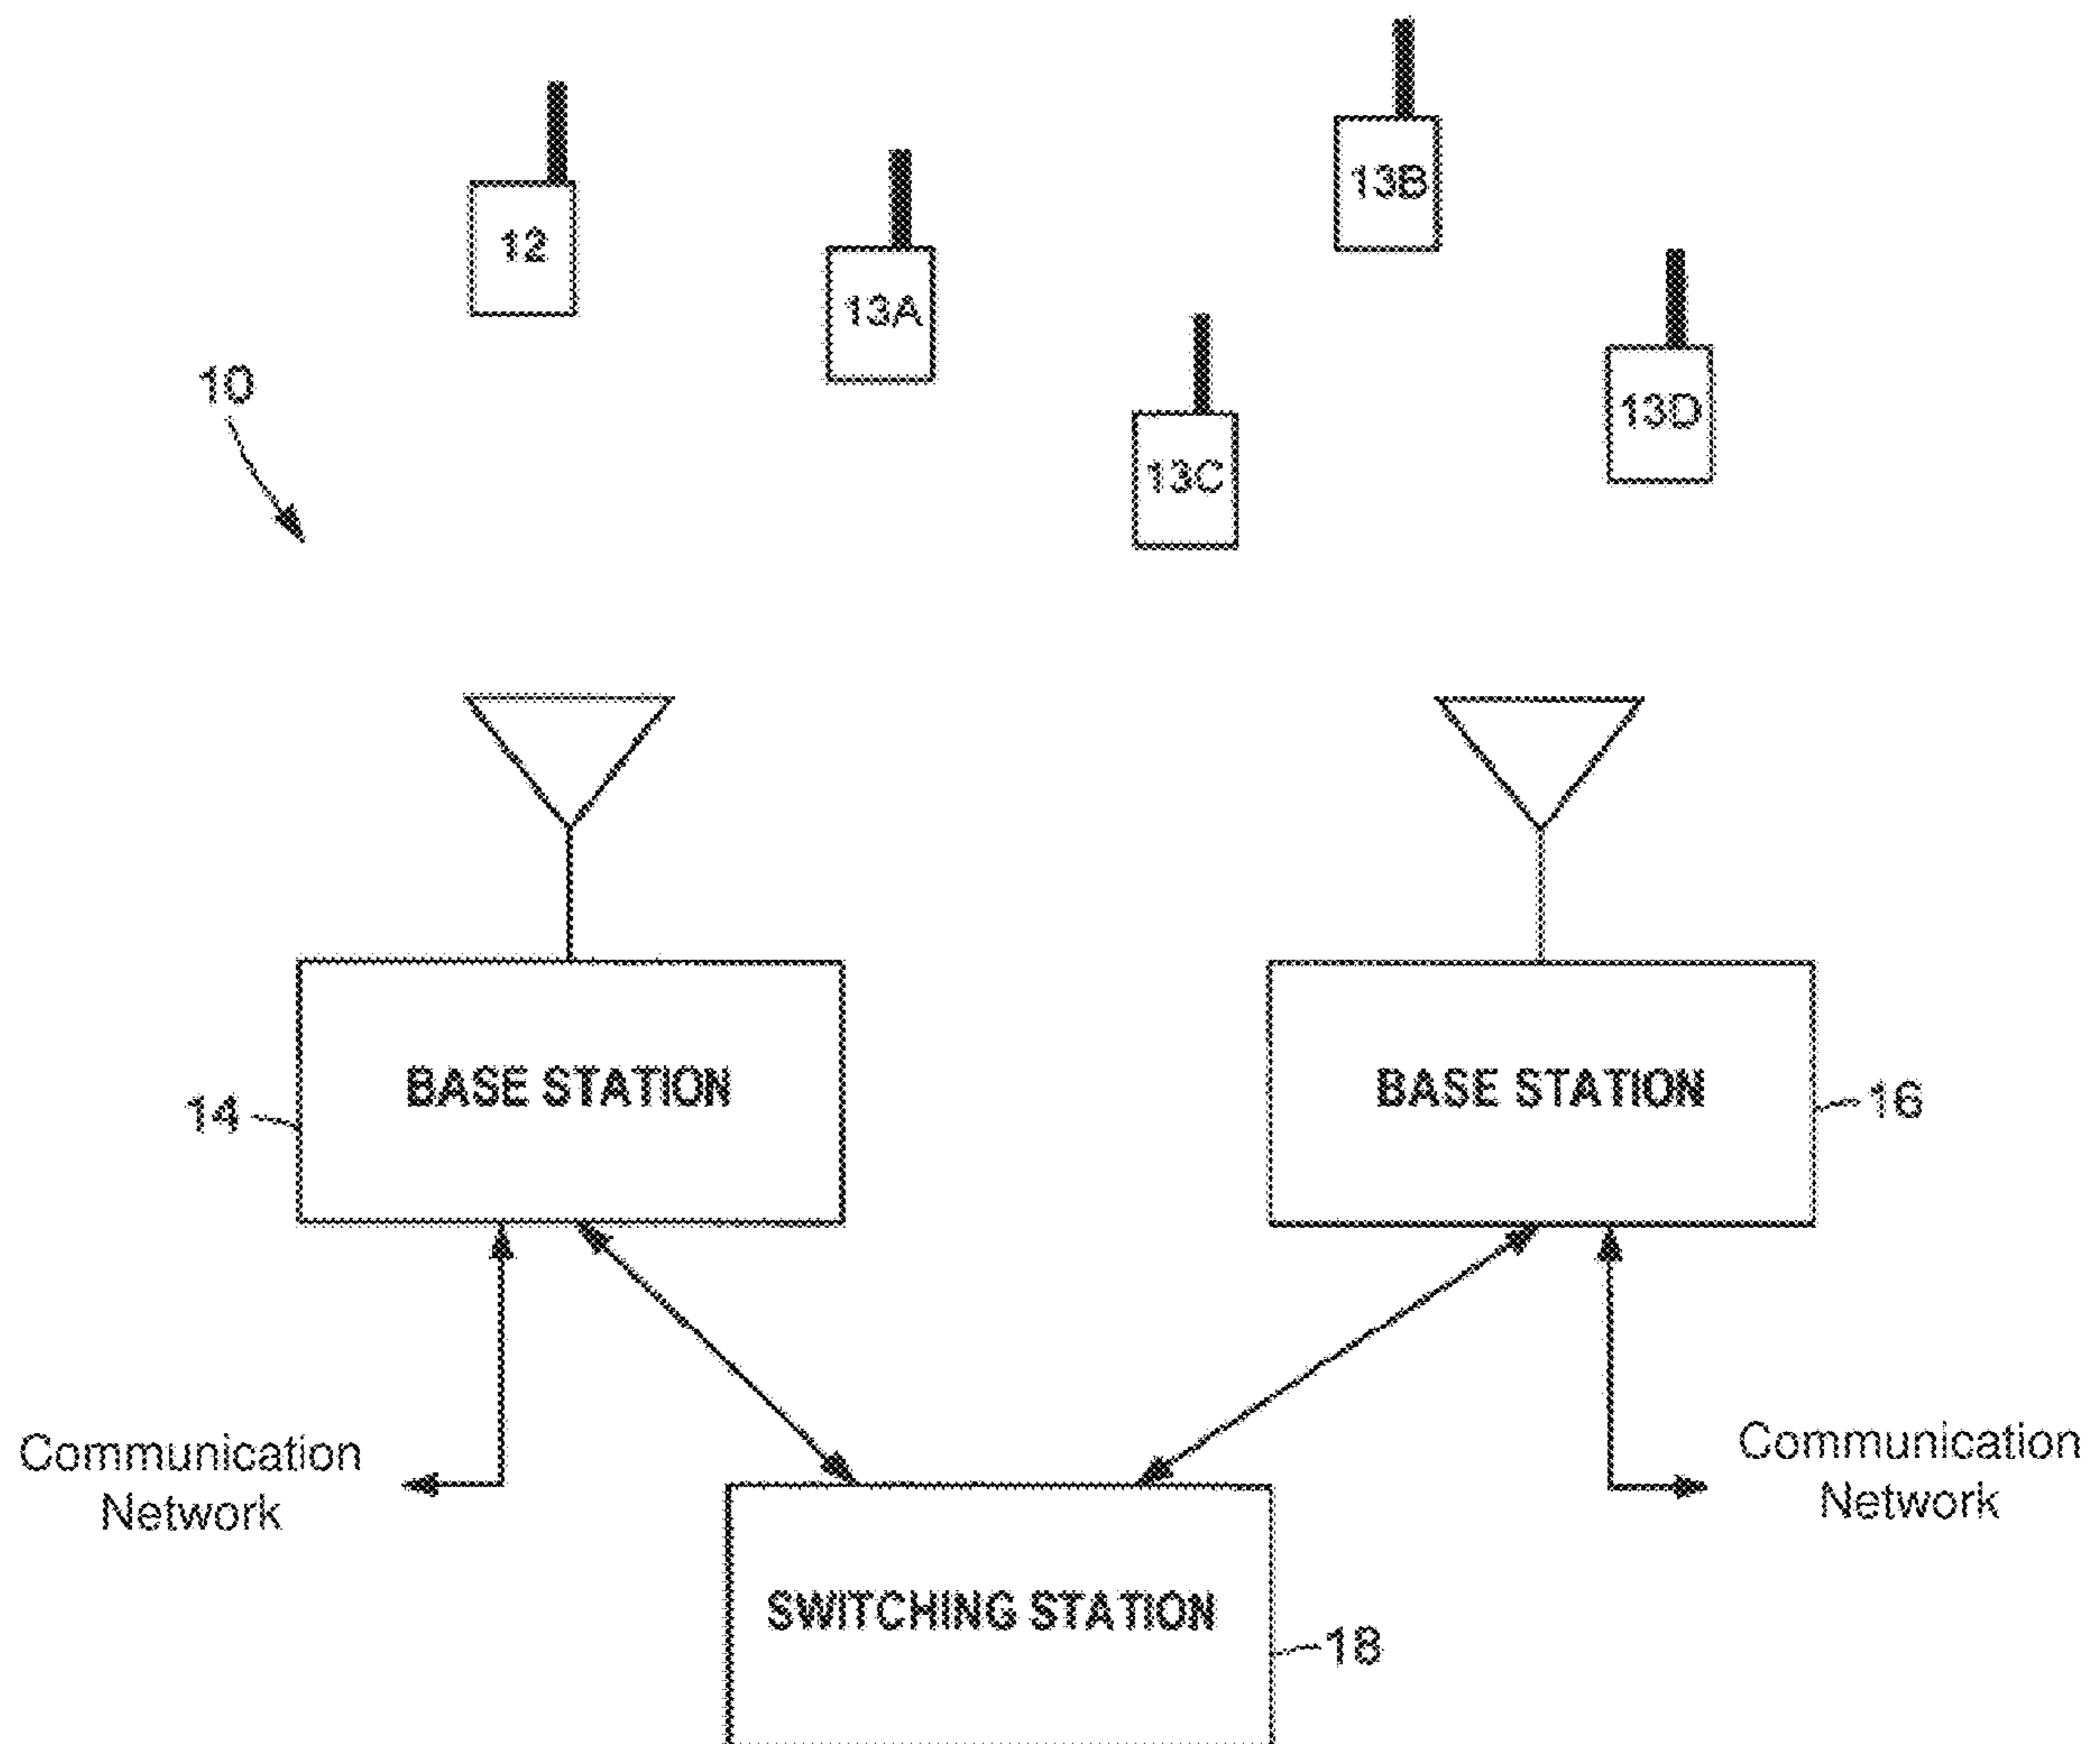 13B
12
13A
10
13D
13C
BASE STATION
BASE STATION
14
16
Communication
Network
Communication
Network
SWITCHING STATION
18